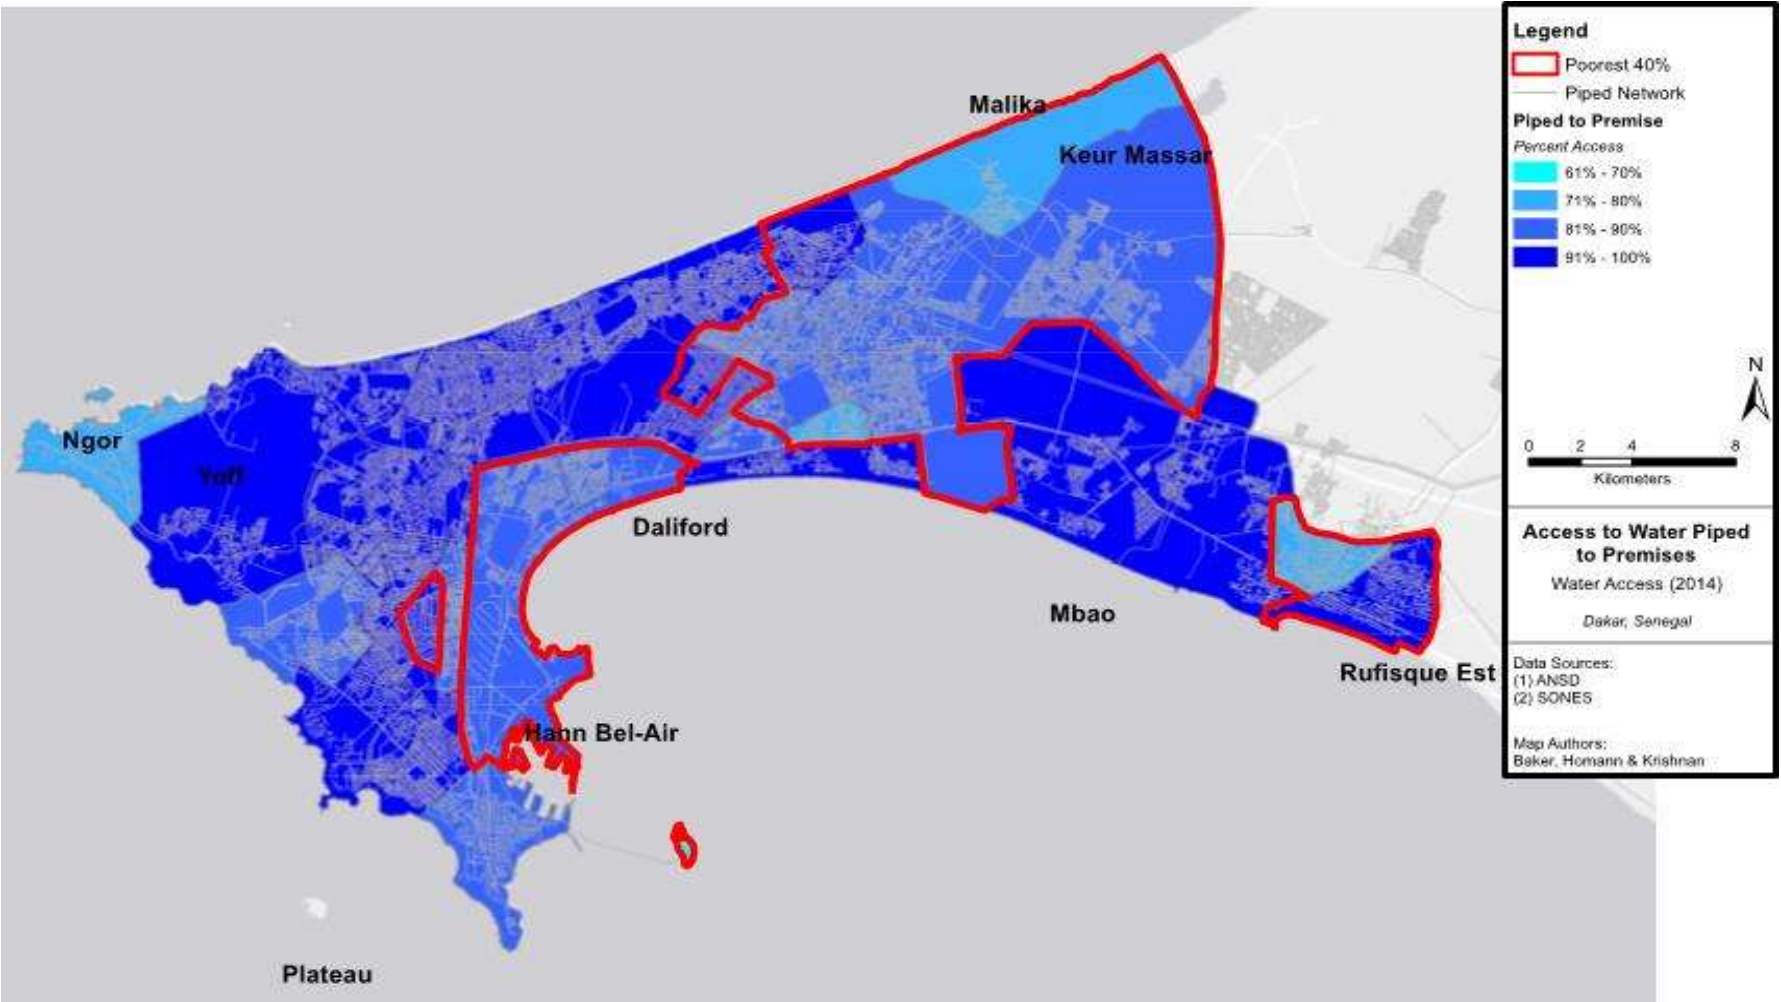 Malika
Keur Massar
Ngor
Yoff
Daliford
Mbao
Rufisque Est
Hann Bel-Air
Plateau
Legend
Poorest 40%
Piped Network
Piped to Premise
Percent Access
61% - 70%
71% - 80%
81% - 90%
91% - 100%
N
0 2 4 8
Kilometers
Access to Water Piped
to Premises
Water Access (2014)
Dakar, Senegal
Data Sources:
(1) ANSD
(2) SONES
Map Authors:
Baker, Homann & Krishnan